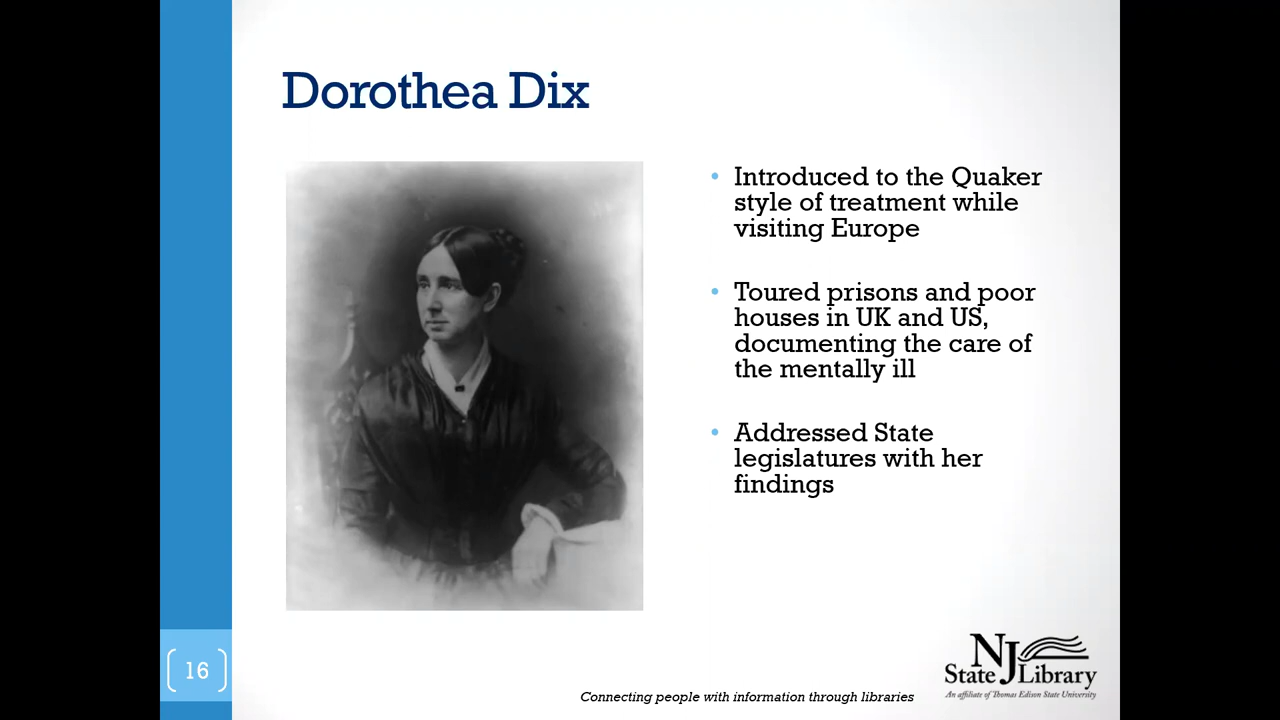 Dorothea Dix
• Introduced to the Quaker
style of treatment while
visiting Europe
• Toured prisons and poor
houses in UK and US,
documenting the care of
the mentally ill
• Addressed State
legislatures with her
findings
16
Connecting people with information through libraries
NJ
State Library
An affiliate of Thomas Edison State University